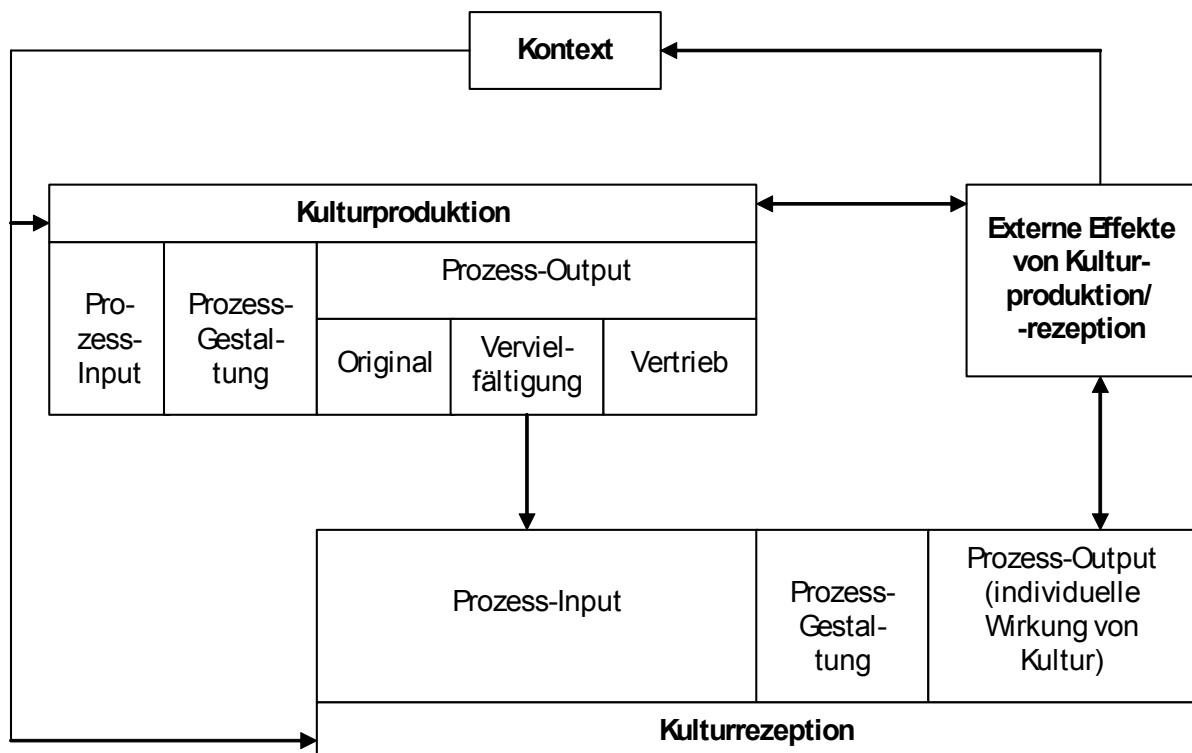 Kontext
Kulturproduktion
Pro-
zess-
Input
Prozess-
Gestal-
tung
Prozess-Output
Original
Verviel-
fältigung
Vertrieb
Externe Effekte
von Kultur-
produktion/
-rezeption
Prozess-Input
Prozess-
Gestal-
tung
Prozess-Output
(individuelle
Wirkung von
Kultur)
Kulturrezeption